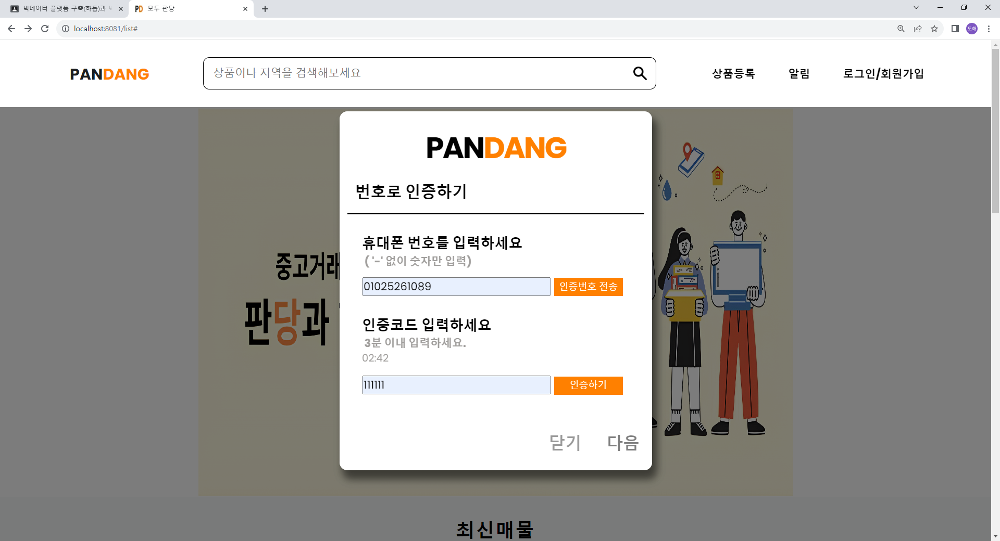 빅데이터 플랫폼 구축(하둡)과
모두 판당
localhost:8081/list#
도해
PANDANG
상품이나 지역을 검색해보세요
상품등록
알림
로그인/회원가입
PANDANG
번호로 인증하기
휴대폰 번호를 입력하세요
( '-' 없이 숫자만 입력)
01025261089
인증번호 전송
인증코드 입력하세요
3분 이내 입력하세요.
02:42
111111
인증하기
닫기
다음
중고거래
판당과
최신매물